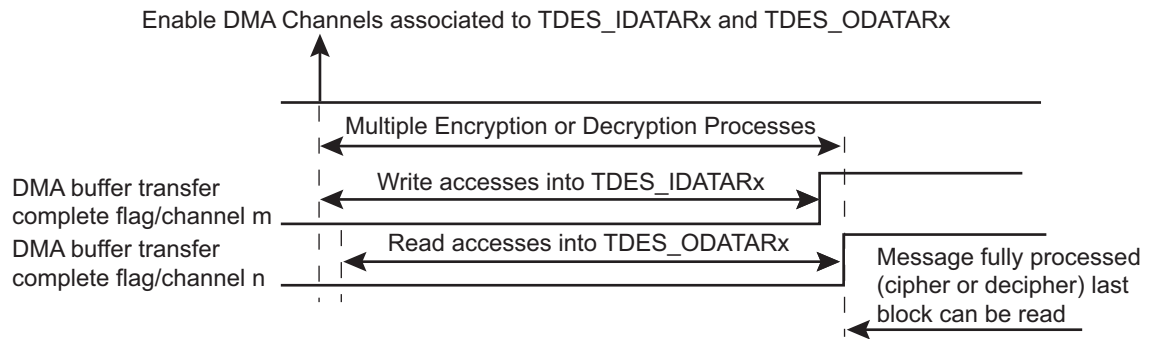 Enable DMA Channels associated to TDES_IDATARx and TDES_ODATARx
Multiple Encryption or Decryption Processes
DMA buffer transfer
complete flag/channel m
Write accesses into TDES_IDATARx
DMA buffer transfer
complete flag/channel n
Read accesses into TDES_ODATARx
Message fully processed
(cipher or decipher) last
block can be read